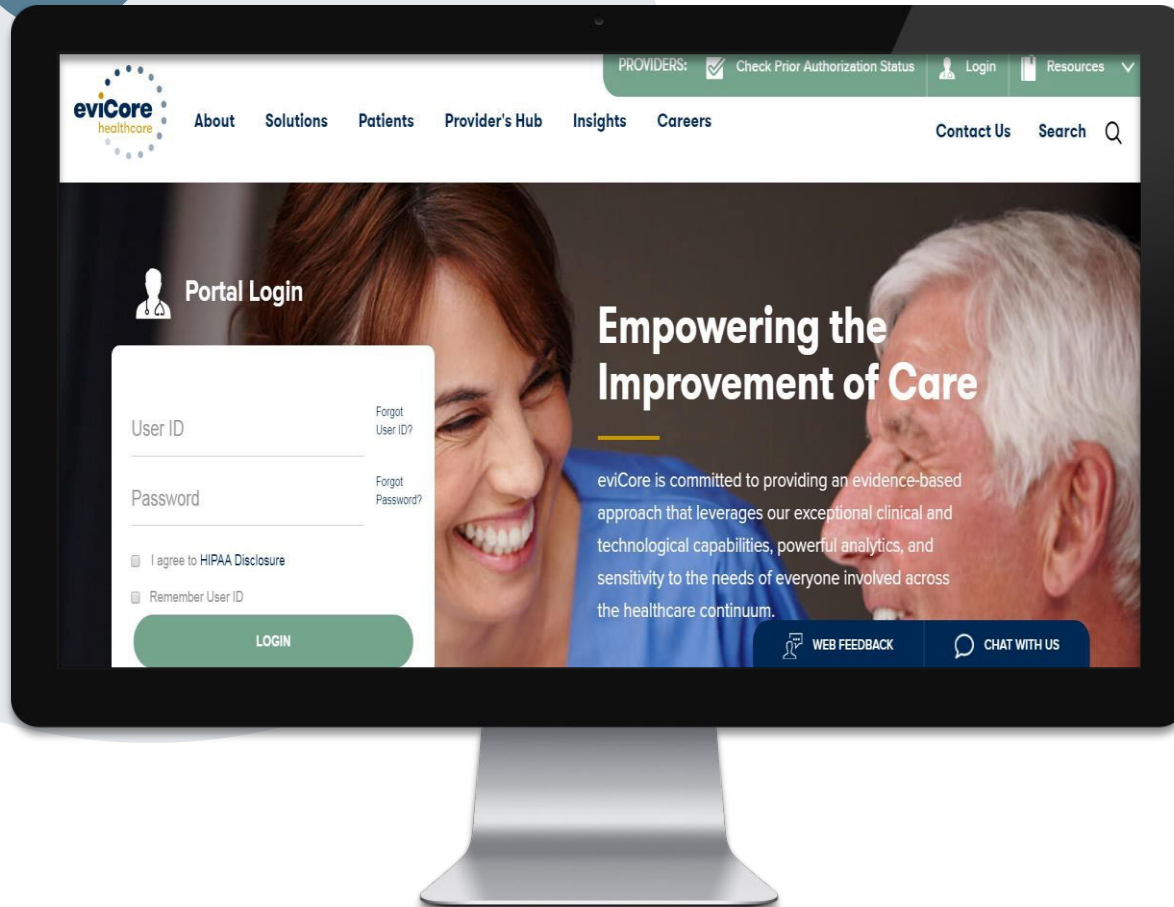 PROVIDERS: Check Prior Authorization Status Login Resources
eviCore
healthcare
About Solutions Patients Provider's Hub Insights Careers
Contact Us Search
Portal Login
User ID
Forgot
User ID?
Password
Forgot
Password?
I agree to HIPAA Disclosure
Remember User ID
LOGIN
Empowering the
Improvement of Care
eviCore is committed to providing an evidence-based
approach that leverages our exceptional clinical and
technological capabilities, powerful analytics, and
sensitivity to the needs of everyone involved across
the healthcare continuum.
WEB FEEDBACK CHAT WITH US